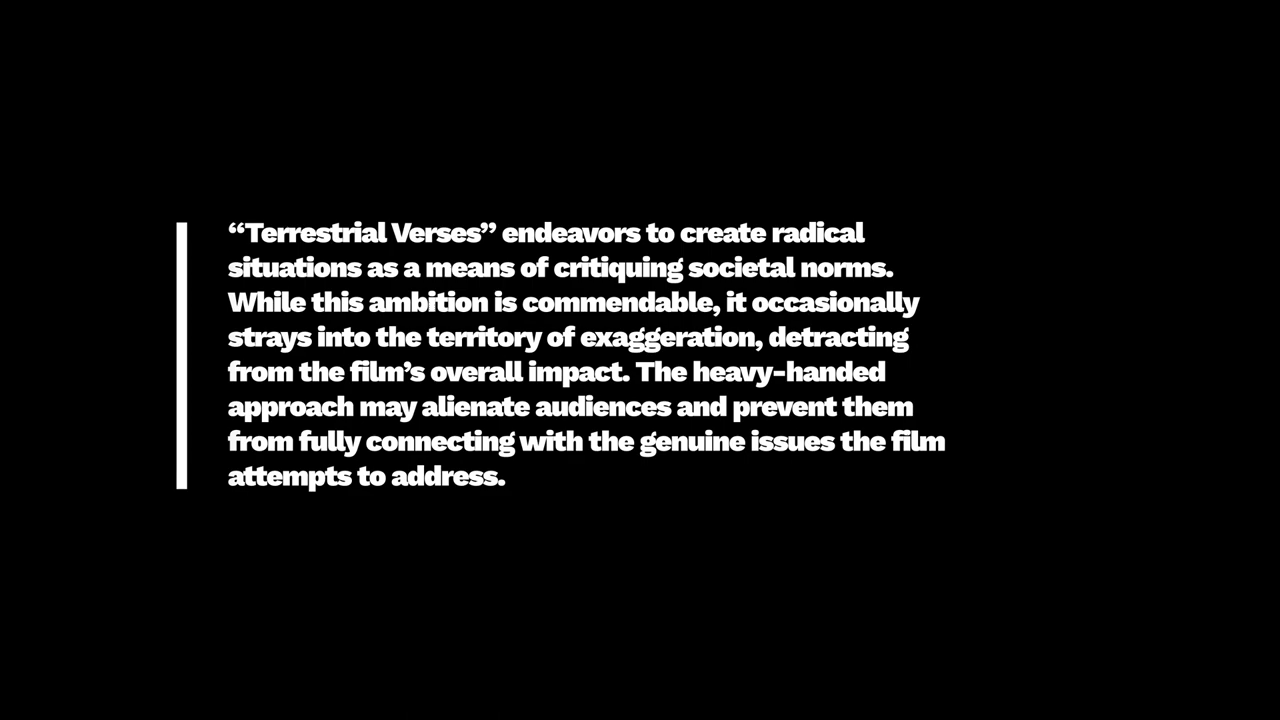 “Terrestrial Verses” endeavors to create radical
situations as a means of critiquing societal norms.
While this ambition is commendable, it occasionally
strays into the territory of exaggeration, detracting
from the film’s overall impact. The heavy-handed
approach may alienate audiences and prevent them
from fully connecting with the genuine issues the film
attempts to address.